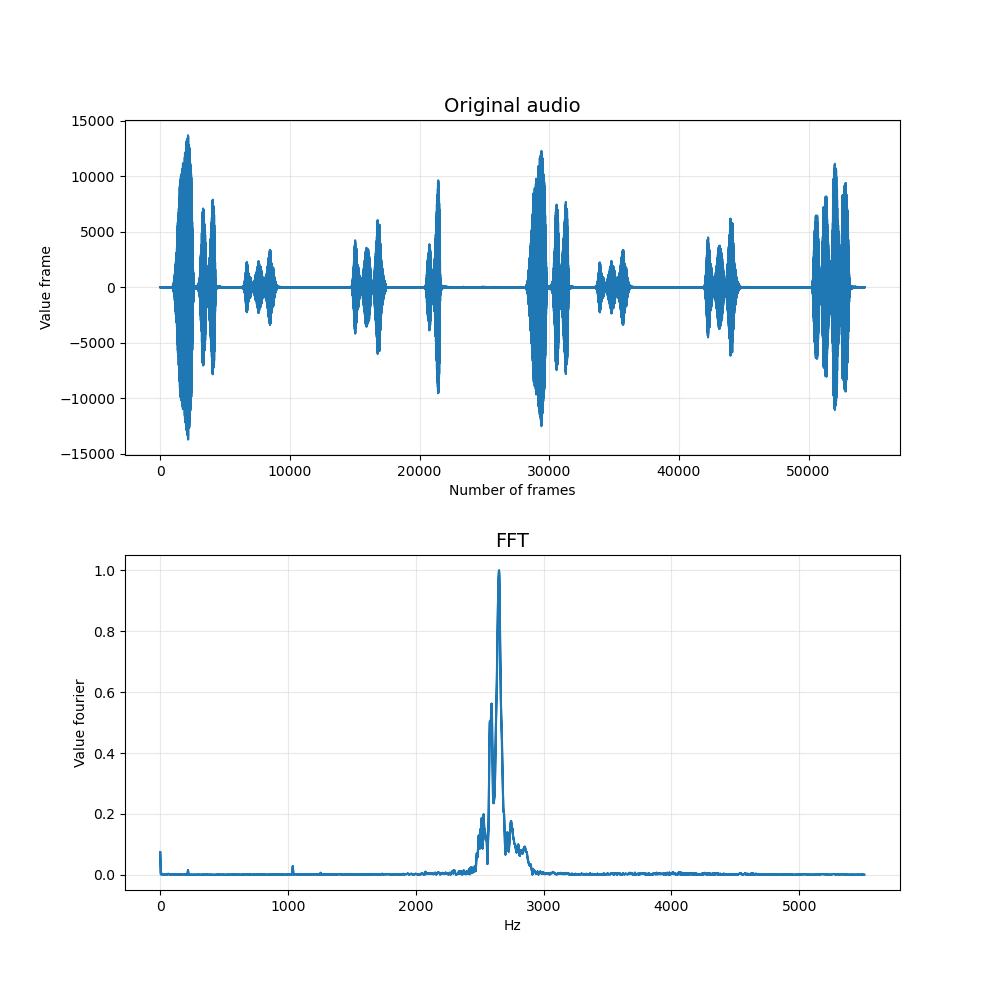 Original audio
15000
10000
5000
0
−5000
−10000
−15000
Value frame
0 10000 20000 30000 40000 50000
Number of frames
FFT
1.0
0.8
0.6
0.4
0.2
0.0
Value fourier
0 1000 2000 3000 4000 5000
Hz